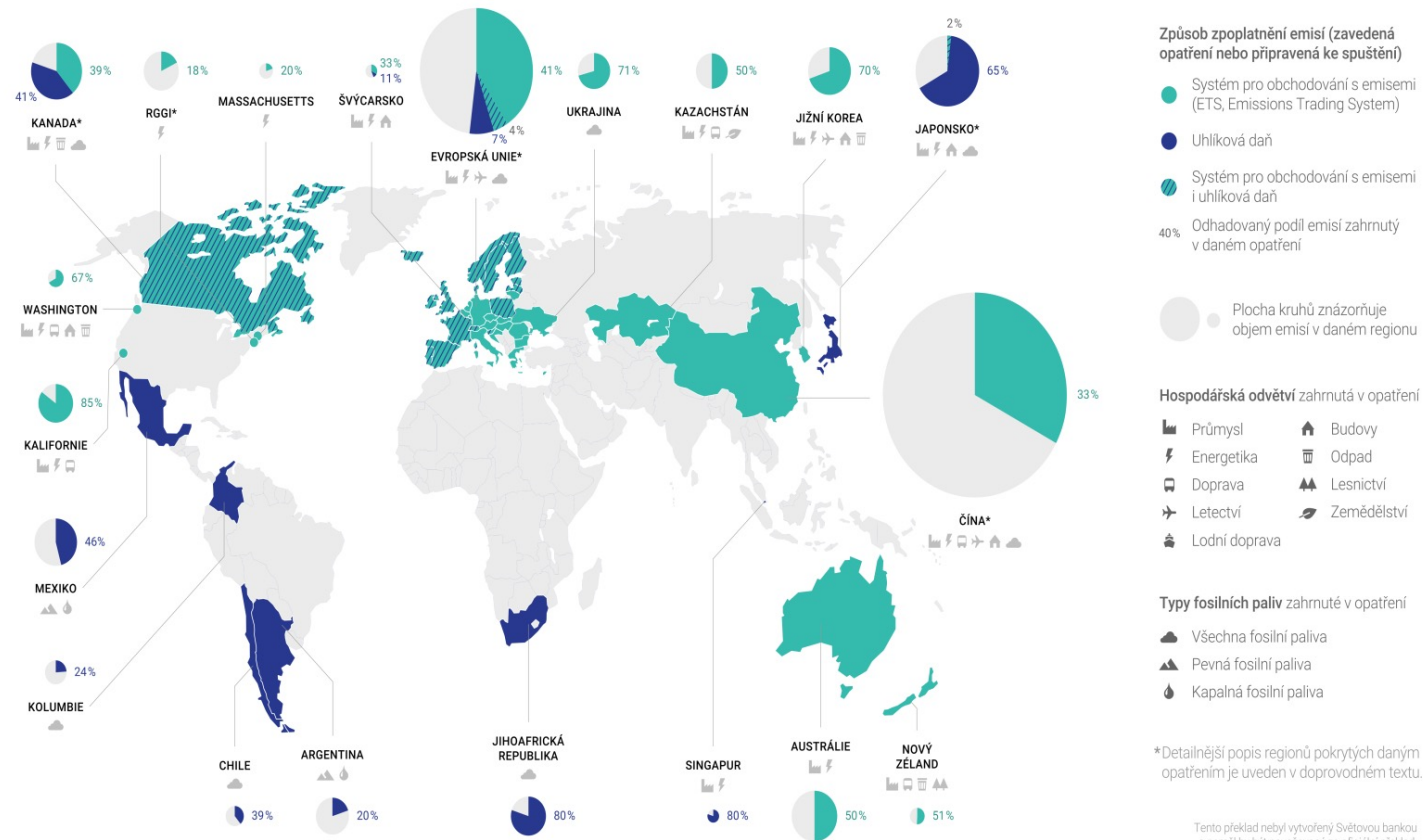 39%
41%
KANADA*
18%
RGGI*
20%
MASSACHUSETTS
33%
11%
ŠVÝCARSKO
41%
4%
7%
EVROPSKÁ UNIE*
71%
UKRAJINA
50%
KAZACHSTÁN
70%
JIŽNÍ KOREA
2%
65%
JAPONSKO*
67%
WASHINGTON
85%
KALIFORNIE
46%
MEXIKO
24%
KOLUMBIE
33%
ČÍNA*
CHILE
39%
ARGENTINA
20%
JIHOAFRICKÁ
REPUBLIKA
80%
SINGAPUR
80%
AUSTRÁLIE
50%
NOVÝ
ZÉLAND
51%
Způsob zpoplatnění emisí (zavedená
opatření nebo připravená ke spuštění)
Systém pro obchodování s emisemi
(ETS, Emissions Trading System)
Uhlíková daň
Systém pro obchodování s emisemi
i uhlíková daň
40% Odhadovaný podíl emisí zahrnutý
v daném opatření
Plocha kruhů znázorňuje
objem emisí v daném regionu
Hospodářská odvětví zahrnutá v opatření
Průmysl
Energetika
Doprava
Letectví
Lodní doprava
Budovy
Odpad
Lesnictví
Zemědělství
Typy fosilních paliv zahrnuté v opatření
Všechna fosilní paliva
Pevná fosilní paliva
Kapalná fosilní paliva
*Detailnější popis regionů pokrytých daným
opatřením je uveden v doprovodném textu.
Tento překlad nebyl vytvořený Světovou bankou